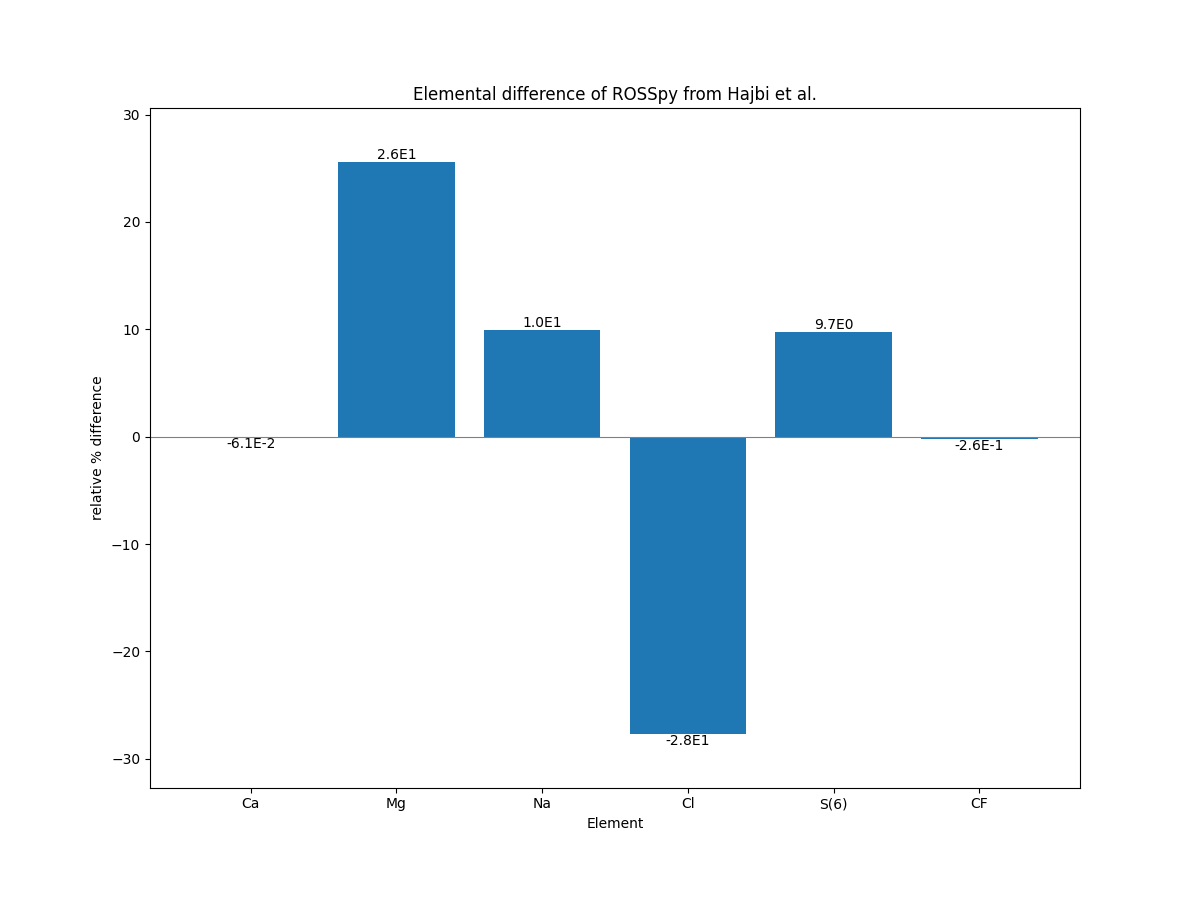 Elemental difference of ROSSpy from Hajbi et al.
30
20
10
0
−10
−20
−30
relative % difference
-6.1E-2
2.6E1
1.0E1
-2.8E1
9.7E0
-2.6E-1
Ca Mg Na Cl S(6) CF
Element